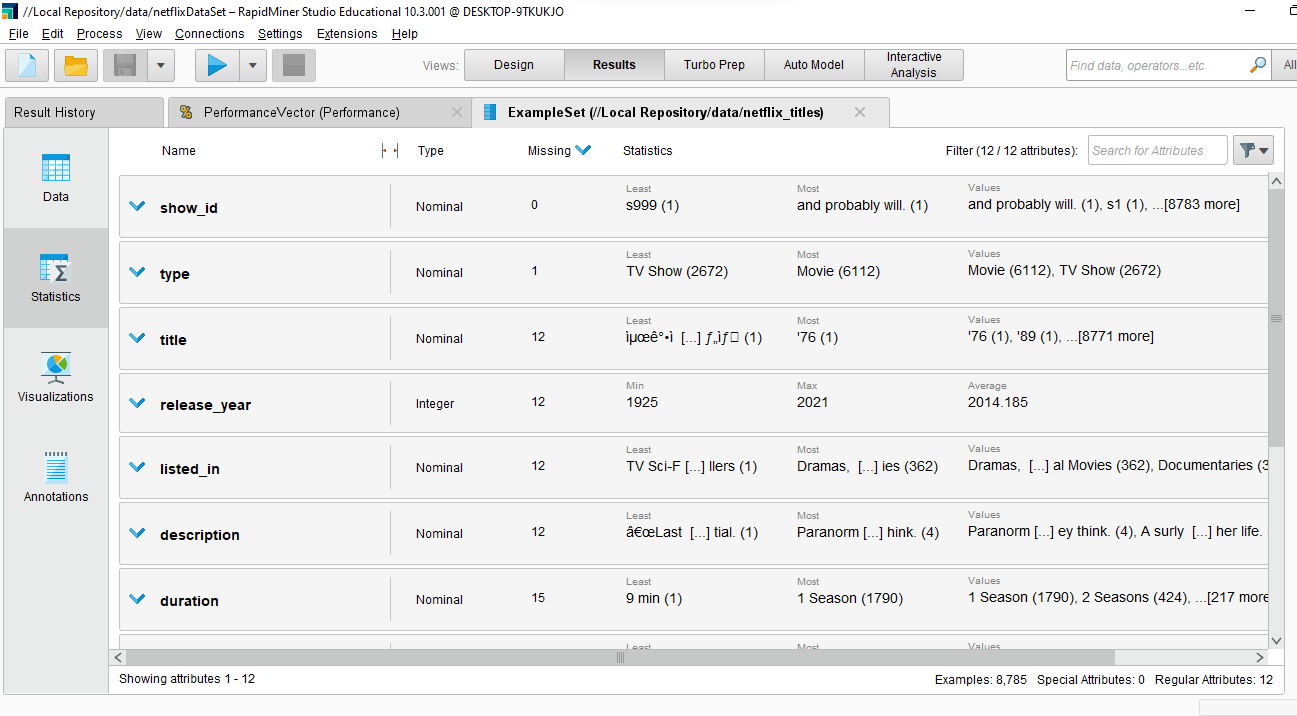 //Local Repository/data/netflixDataSet – RapidMiner Studio Educational 10.3.001 @ DESKTOP-9TKUKJO
File Edit Process View Connections Settings Extensions Help
Views: Design Results Turbo Prep Auto Model Interactive Analysis Find data, operators...etc All
Result History PerformanceVector (Performance) ExampleSet (//Local Repository/data/netflix_titles)
Data
Statistics
Visualizations
Annotations
Name Type Missing Statistics Filter (12 / 12 attributes): Search for Attributes
Least Most Values
show_id Nominal 0 s999 (1) and probably will. (1) and probably will. (1), s1 (1), ...[8783 more]
Least Most Values
type Nominal 1 TV Show (2672) Movie (6112) Movie (6112), TV Show (2672)
Least Most Values
title Nominal 12 [...] (1) '76 (1) '76 (1), '89 (1), ...[8771 more]
Min Max Average
release_year Integer 12 1925 2021 2014.185
Least Most Values
listed_in Nominal 12 TV Sci-F [...] llers (1) Dramas, [...] ies (362) Dramas, [...] al Movies (362), Documentaries (3
Least Most Values
description Nominal 12 â€œLast [...] tial. (1) Paranorm [...] hink. (4) Paranorm [...] ey think. (4), A surly [...] her life.
Least Most Values
duration Nominal 15 9 min (1) 1 Season (1790) 1 Season (1790), 2 Seasons (424), ...[217 more
Least Most Values
Showing attributes 1 - 12 Examples: 8,785 Special Attributes: 0 Regular Attributes: 12